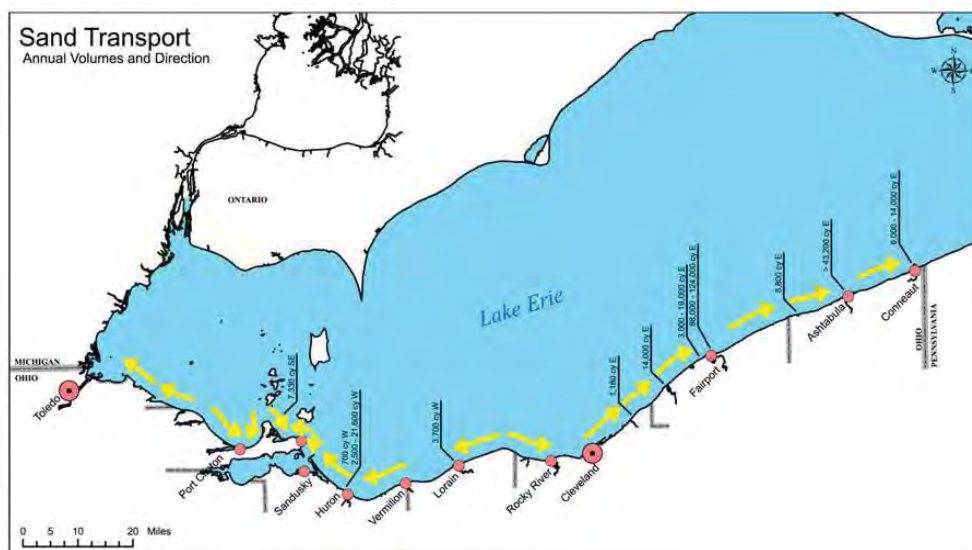 Sand Transport
Annual Volumes and Direction
N
W
S
ONTARIO
Lake Erie
MICHIGAN
OHIO
Toledo
Port Clinton
7,330 cy SE
Sandusky
Huron
700 cy W
2,500 - 21,600 cy W
Vermilion
Lorain
3,700 cy W
Rocky River
Cleveland
1,180 cy E
14,000 cy E
3,000 - 19,000 cy E
88,000 - 124,000 cy E
Fairport
8,800 cy E
> 43,200 cy E
Ashtabula
6,000 - 14,000 cy E
Conneaut
OHIO
PENNSYLVANIA
0 5 10 20 Miles